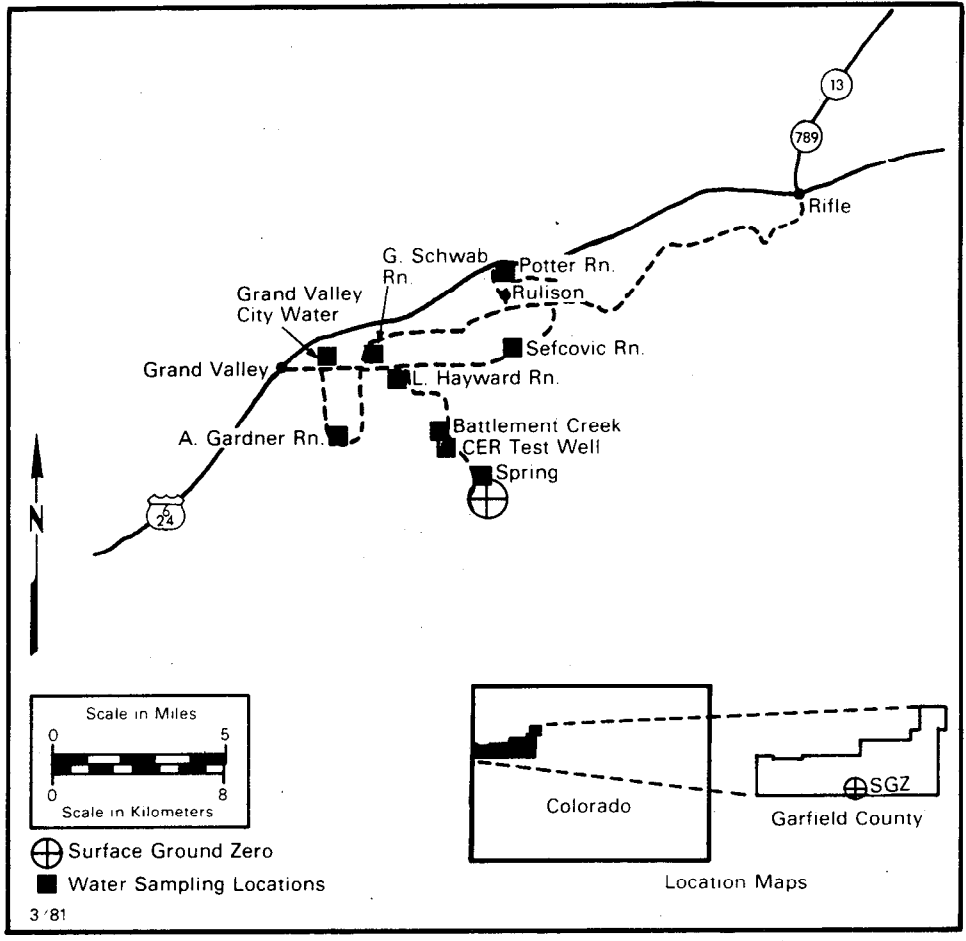 13
789
Rifle
G. Schwab
Rn.
Potter Rn.
Rulison
Grand Valley
City Water
Sefcovic Rn.
Grand Valley
L. Hayward Rn.
A. Gardner Rn.
Battlement Creek
CER Test Well
Spring
6
24
N
Scale in Miles
0 5
0 8
Scale in Kilometers
Surface Ground Zero
Water Sampling Locations
3/81
Colorado
SGZ
Garfield County
Location Maps